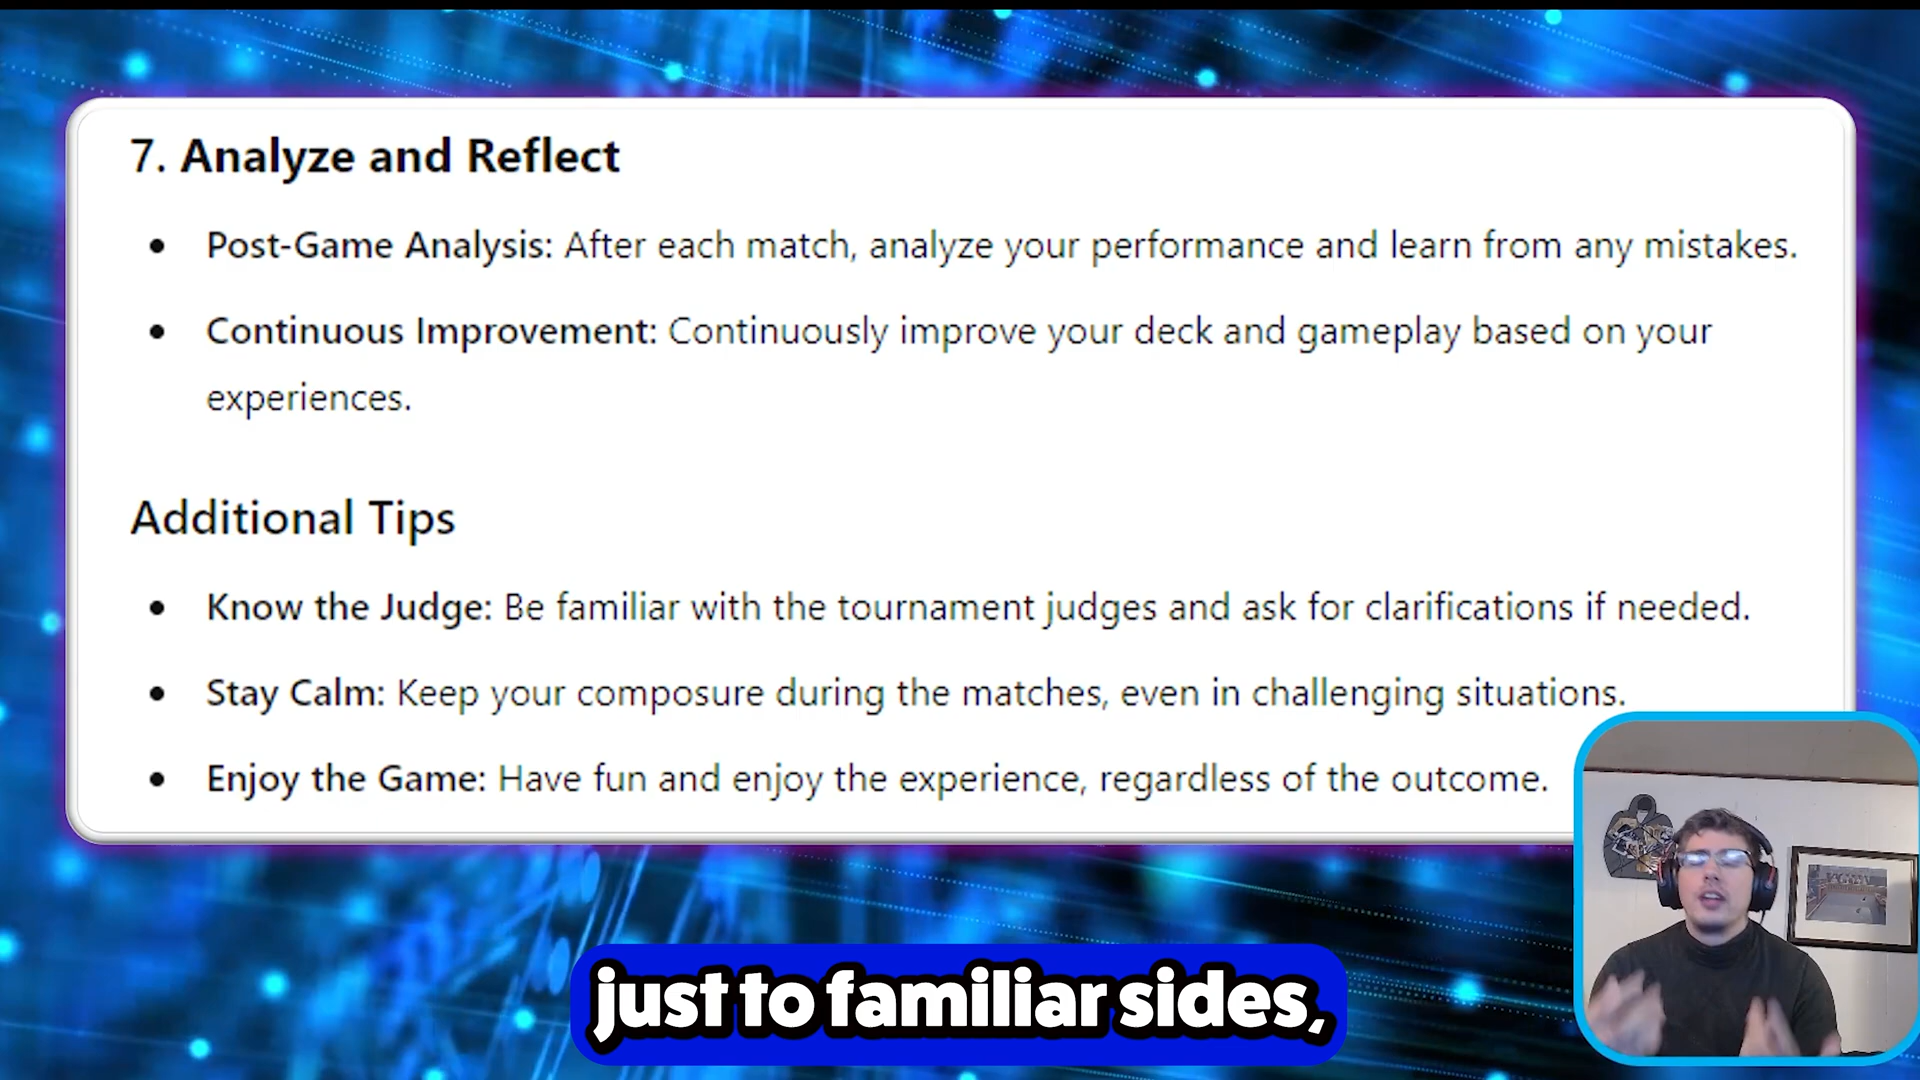 7. Analyze and Reflect
• Post-Game Analysis: After each match, analyze your performance and learn from any mistakes.
• Continuous Improvement: Continuously improve your deck and gameplay based on your
experiences.
Additional Tips
• Know the Judge: Be familiar with the tournament judges and ask for clarifications if needed.
• Stay Calm: Keep your composure during the matches, even in challenging situations.
• Enjoy the Game: Have fun and enjoy the experience, regardless of the outcome.
just to familiar sides,